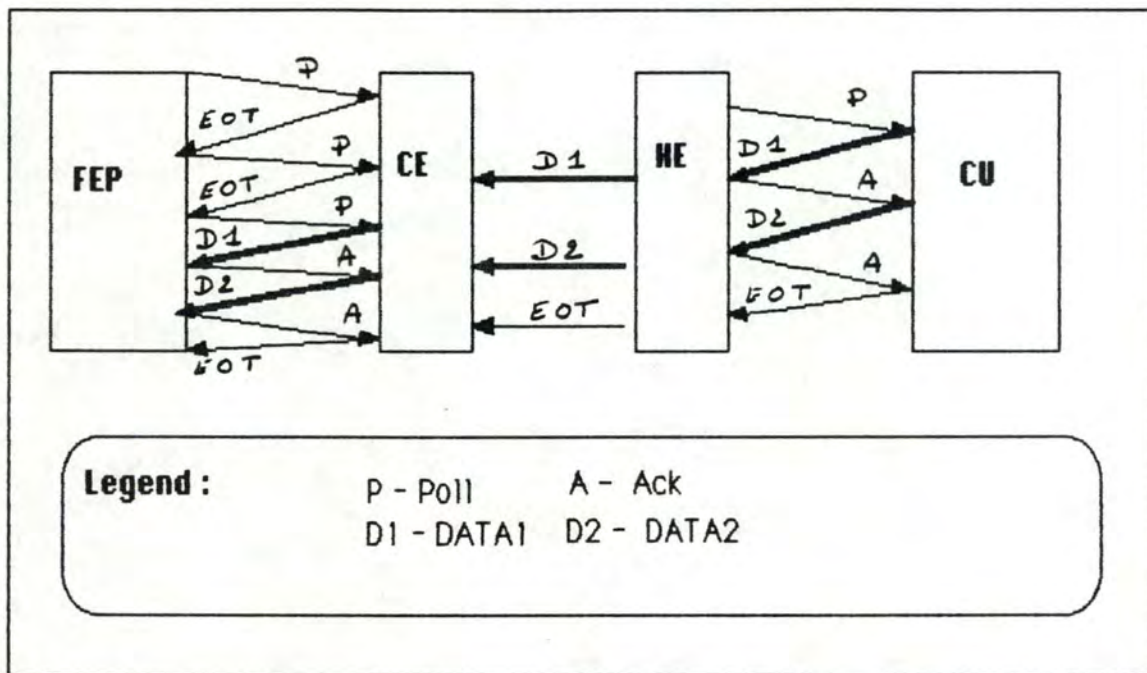 P
P
EOT
D1
FEP
P
CE
D1
HE
A
CU
EOT
P
D2
D1
A
D2
A
D2
EOT
EOT
A
EOT
Legend :
P - Poll A - Ack
D1 - DATA1 D2 - DATA2